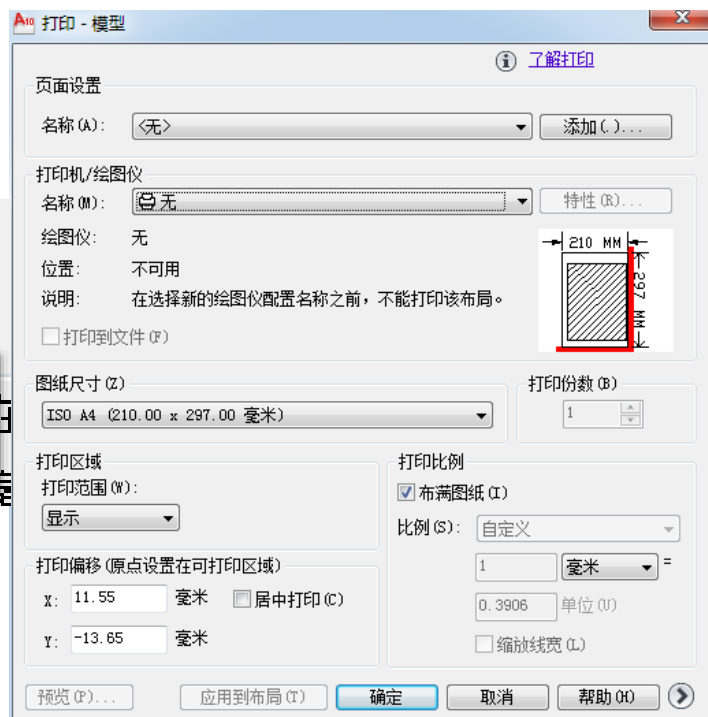 A10 打印 - 模型
了解打印
页面设置
名称(A): <无> 添加(.)...
打印机/绘图仪
名称(M): 无 特性(R)...
绘图仪: 无
位置: 不可用
说明: 在选择新的绘图仪配置名称之前，不能打印该布局。
打印到文件(F)
210 MM
297 MM
图纸尺寸(Z)
ISO A4 (210.00 x 297.00 毫米)
打印份数(B)
1
打印区域
打印范围(W):
显示
打印比例
布满图纸(I)
比例(S): 自定义
1 毫米 =
0.3906 单位(U)
缩放线宽(L)
打印偏移(原点设置在可打印区域)
X: 11.55 毫米 居中打印(C)
Y: -13.65 毫米
预览(P)... 应用到布局(T) 确定 取消 帮助(H)